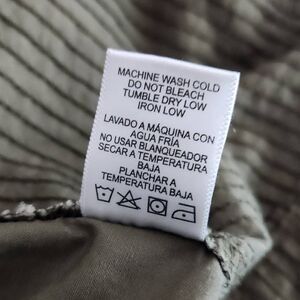 MACHINE WASH COLD
DO NOT BLEACH
TUMBLE DRY LOW
IRON LOW
LAVADO A MÁQUINA CON
AGUA FRÍA
NO USAR BLANQUEADOR
SECAR A TEMPERATURA
BAJA
PLANCHAR A
TEMPERATURA BAJA